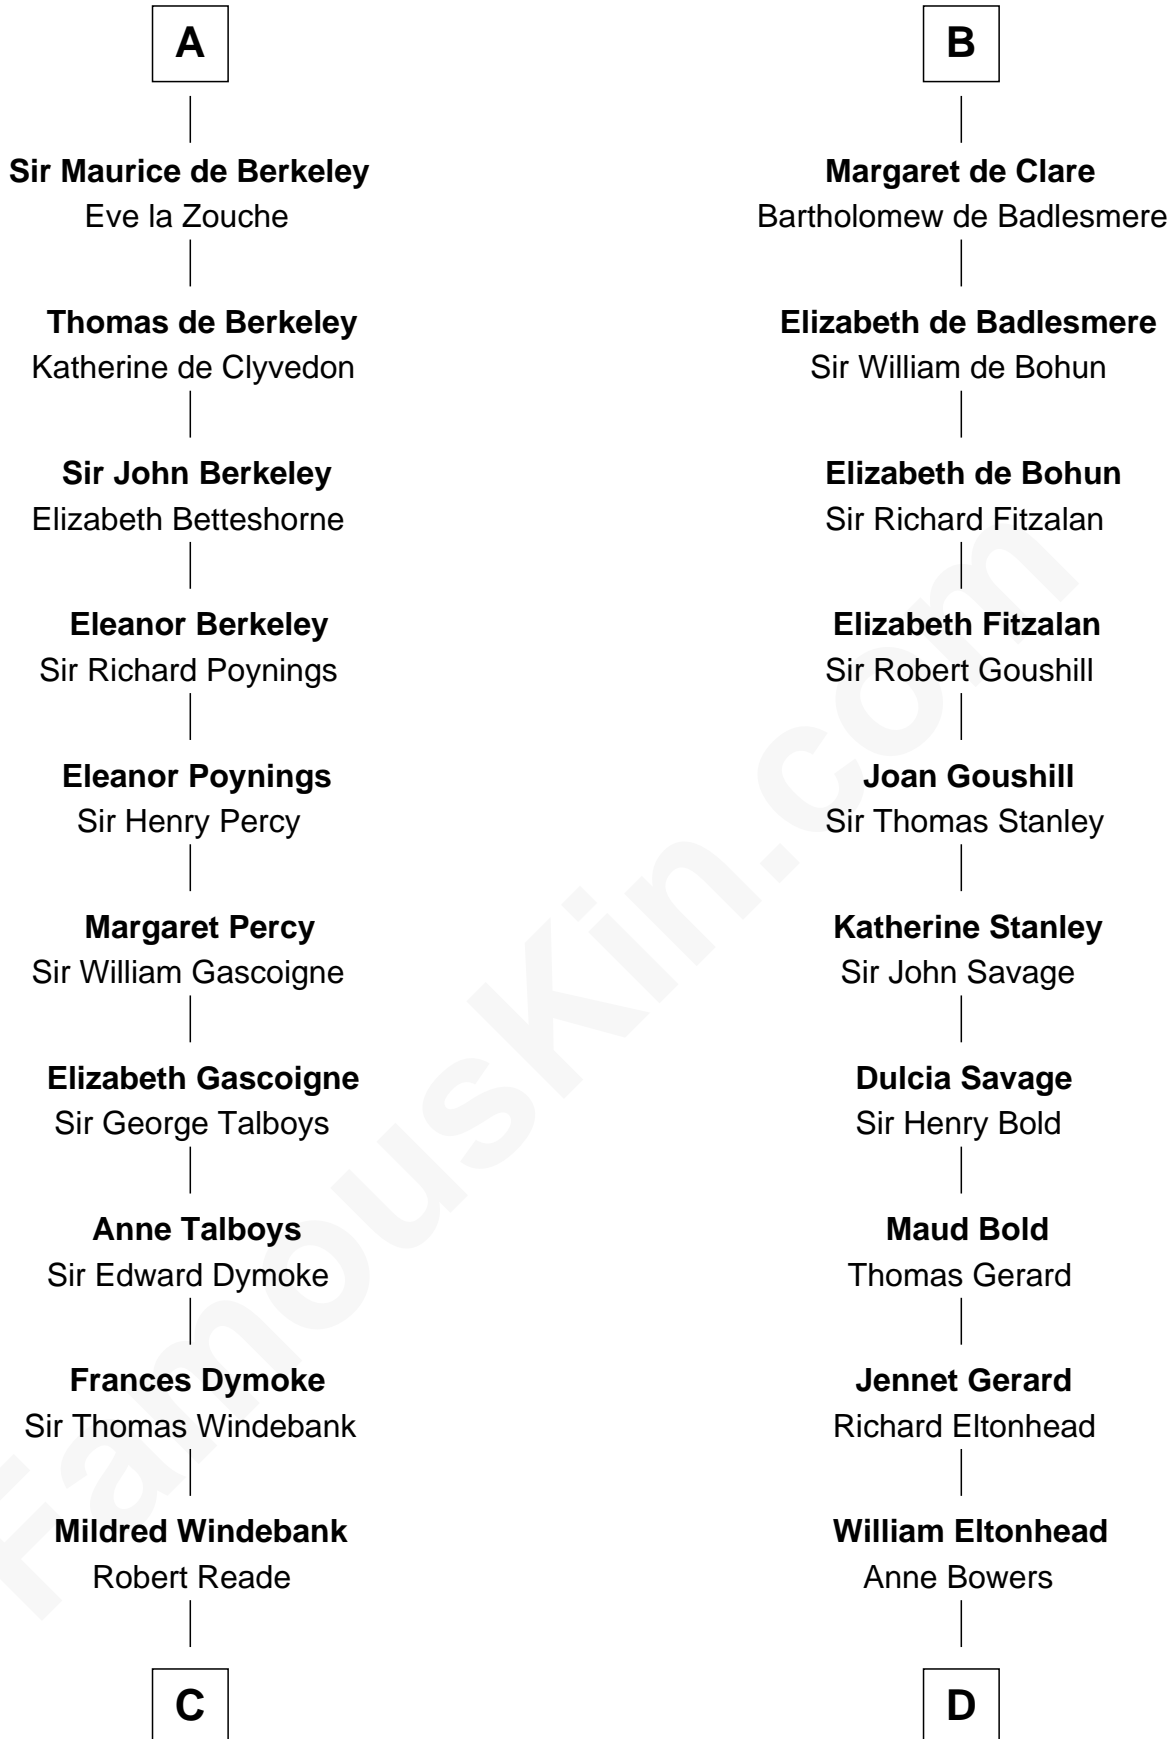 A
Sir Maurice de Berkeley
Eve la Zouche
Thomas de Berkeley
Katherine de Clyvedon
Sir John Berkeley
Elizabeth Betteshorne
Eleanor Berkeley
Sir Richard Poynings
Eleanor Poynings
Sir Henry Percy
Margaret Percy
Sir William Gascoigne
Elizabeth Gascoigne
Sir George Talboys
Anne Talboys
Sir Edward Dymoke
Frances Dymoke
Sir Thomas Windebank
Mildred Windebank
Robert Reade
C
B
Margaret de Clare
Bartholomew de Badlesmere
Elizabeth de Badlesmere
Sir William de Bohun
Elizabeth de Bohun
Sir Richard Fitzalan
Elizabeth Fitzalan
Sir Robert Goushill
Joan Goushill
Sir Thomas Stanley
Katherine Stanley
Sir John Savage
Dulcia Savage
Sir Henry Bold
Maud Bold
Thomas Gerard
Jennet Gerard
Richard Eltonhead
William Eltonhead
Anne Bowers
D
FamousKin.com